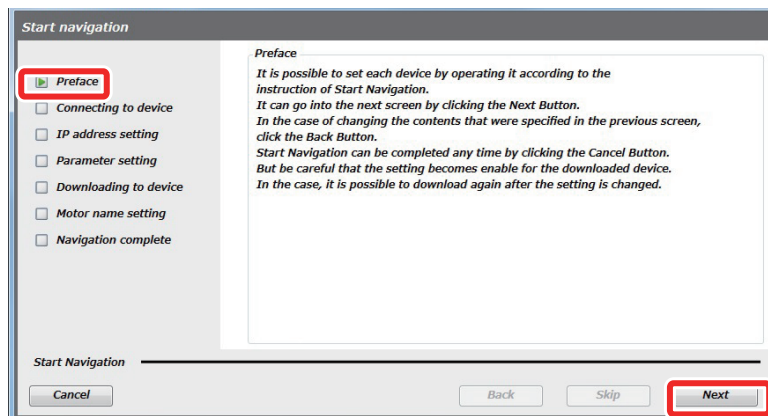 Start navigation
Preface
Connecting to device
IP address setting
Parameter setting
Downloading to device
Motor name setting
Navigation complete
Preface
It is possible to set each device by operating it according to the
instruction of Start Navigation.
It can go into the next screen by clicking the Next Button.
In the case of changing the contents that were specified in the previous screen,
click the Back Button.
Start Navigation can be completed any time by clicking the Cancel Button.
But be careful that the setting becomes enable for the downloaded device.
In the case, it is possible to download again after the setting is changed.
Start Navigation
Cancel
Back
Skip
Next